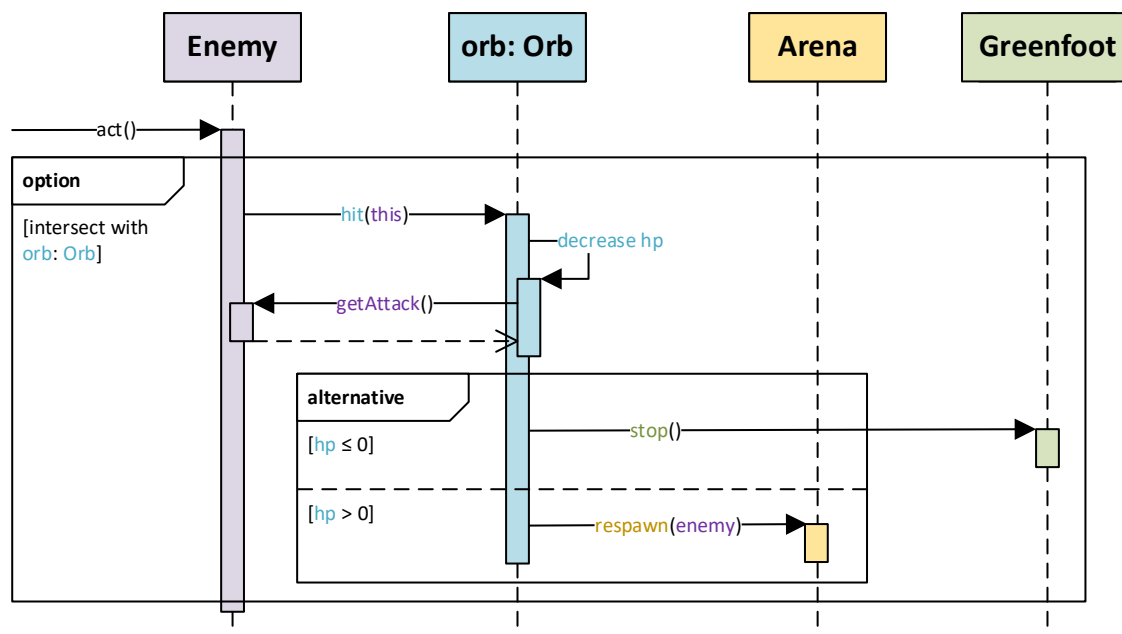 Enemy
orb: Orb
Arena
Greenfoot
act()
option
[intersect with
orb: Orb]
hit(this)
decrease hp
getAttack()
alternative
[hp ≤ 0]
stop()
[hp > 0]
respawn(enemy)